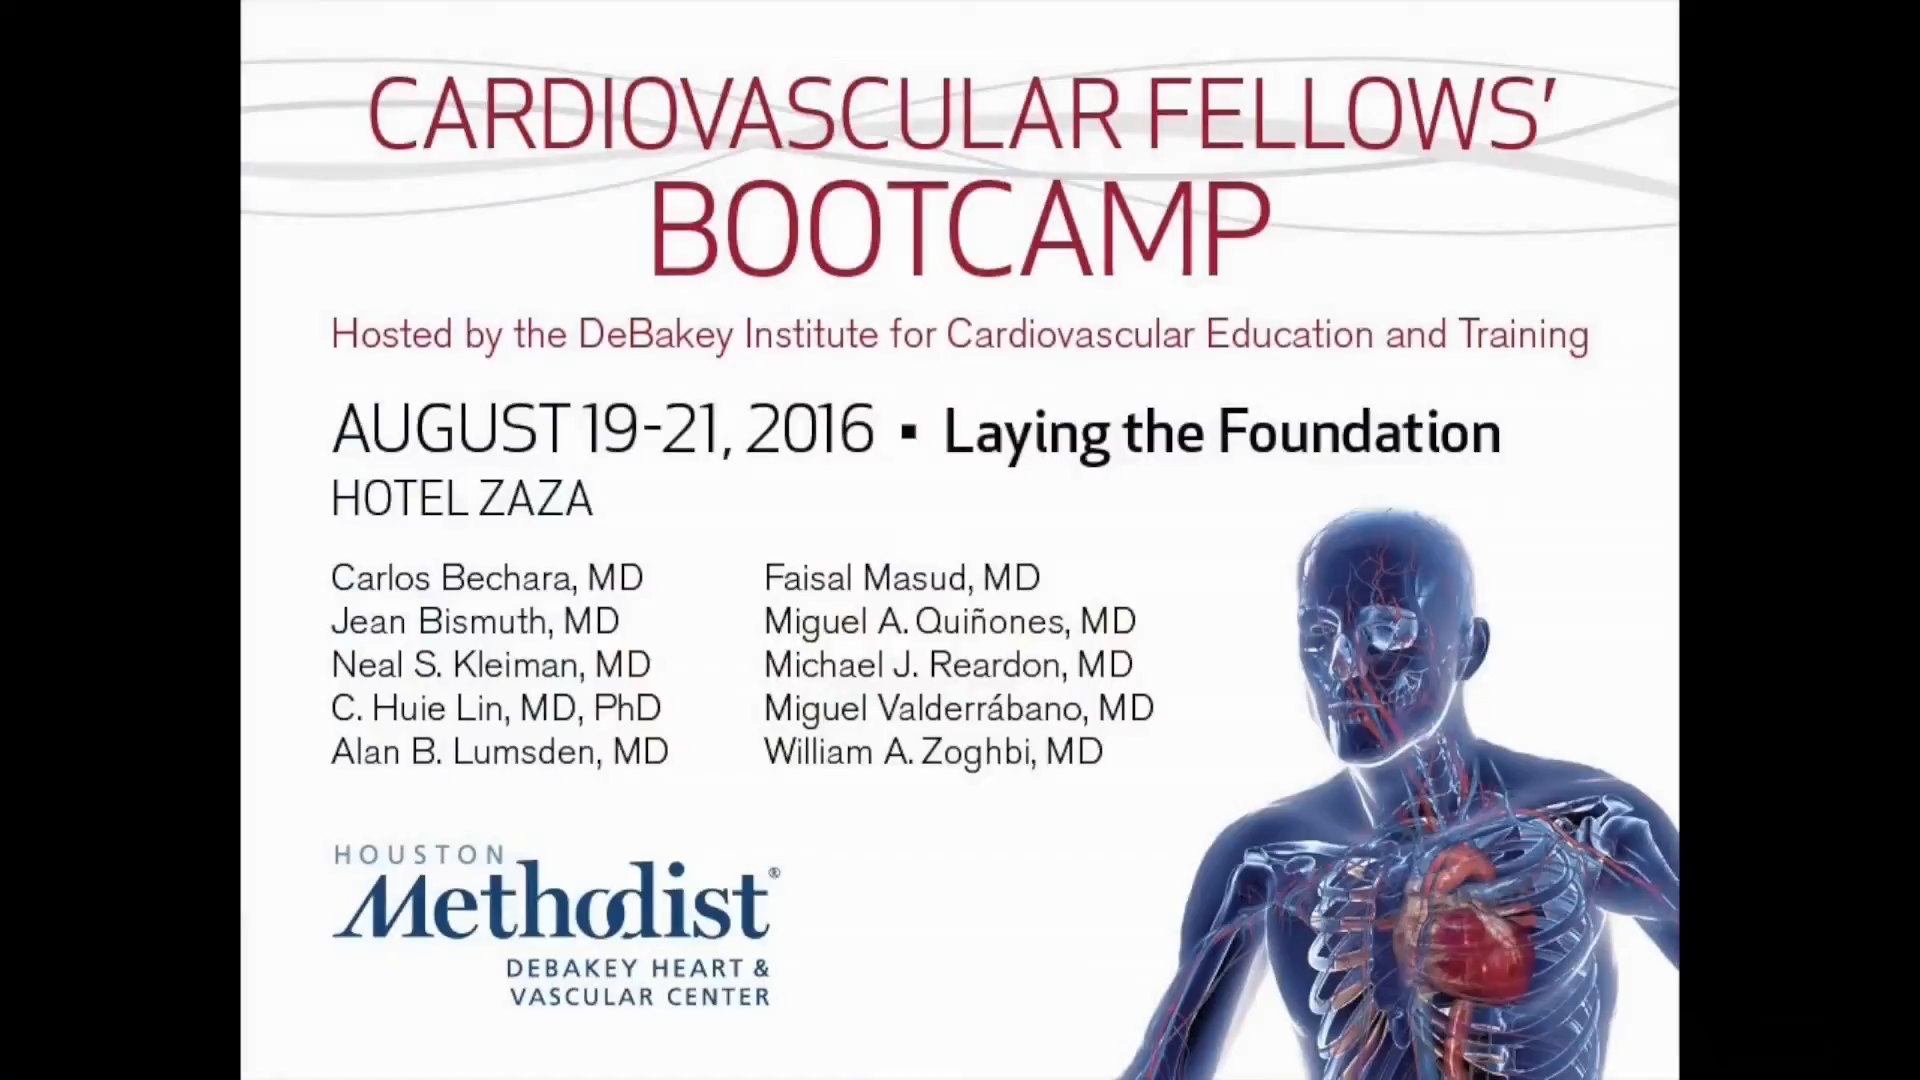 CARDIOVASCULAR FELLOWS’
BOOTCAMP
Hosted by the DeBakey Institute for Cardiovascular Education and Training
AUGUST 19-21, 2016 ▪ Laying the Foundation
HOTEL ZAZA
Carlos Bechara, MD
Jean Bismuth, MD
Neal S. Kleiman, MD
C. Huie Lin, MD, PhD
Alan B. Lumsden, MD
Faisal Masud, MD
Miguel A. Quiñones, MD
Michael J. Reardon, MD
Miguel Valderrábano, MD
William A. Zoghbi, MD
HOUSTON
Methodist®
DEBAKEY HEART &
VASCULAR CENTER